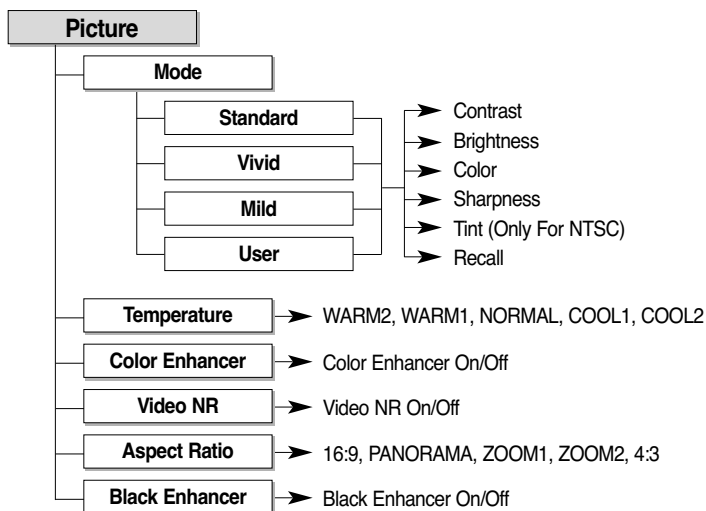 Picture
Mode
Standard
Vivid
Mild
User
Contrast
Brightness
Color
Sharpness
Tint (Only For NTSC)
Recall
Temperature
WARM2, WARM1, NORMAL, COOL1, COOL2
Color Enhancer
Color Enhancer On/Off
Video NR
Video NR On/Off
Aspect Ratio
16:9, PANORAMA, ZOOM1, ZOOM2, 4:3
Black Enhancer
Black Enhancer On/Off